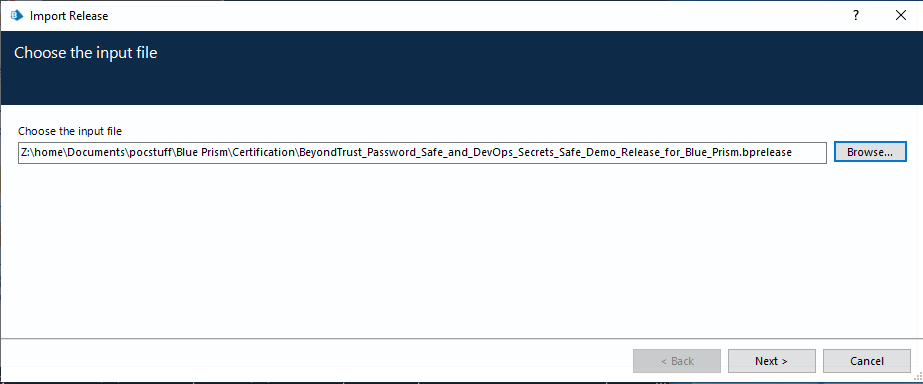 Import Release
?
Choose the input file
Choose the input file
Z:\home\Documents\pocstuff\Blue Prism\Certification\BeyondTrust_Password_Safe_and_DevOps_Secrets_Safe_Demo_Release_for_Blue_Prism.bprelease
Browse...
< Back
Next >
Cancel